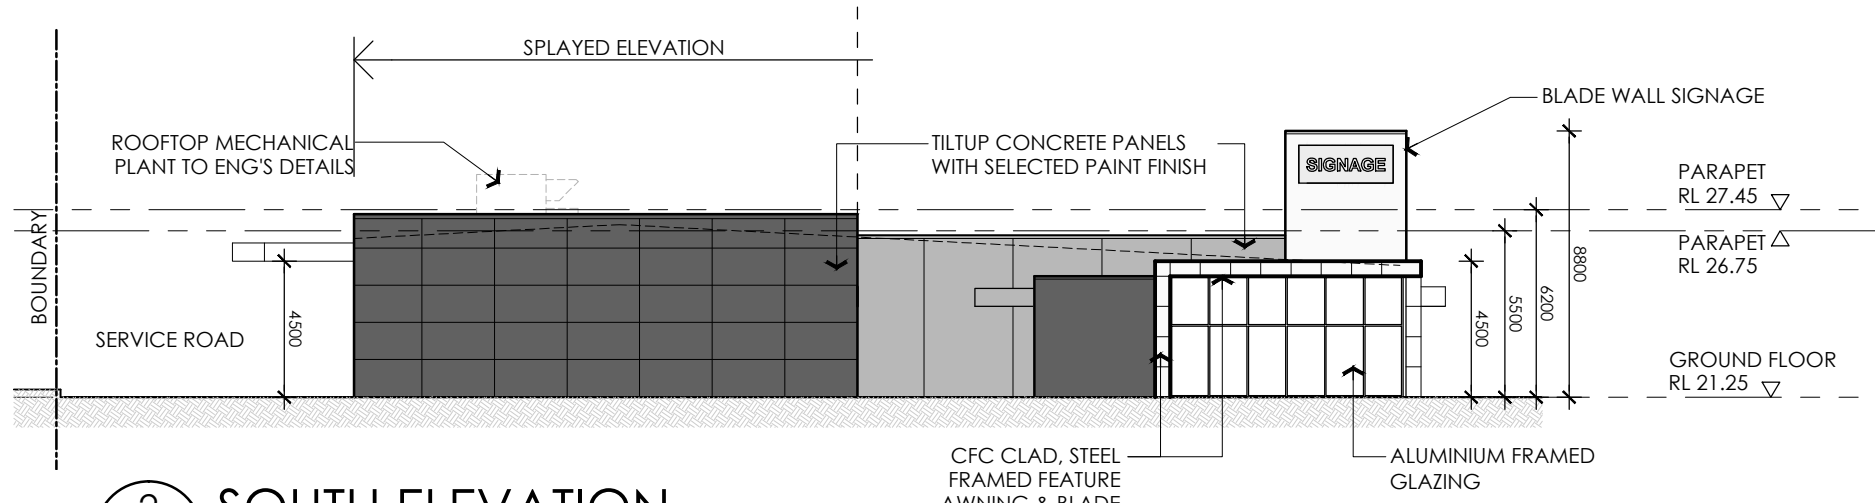 SPLAYED ELEVATION
BLADE WALL SIGNAGE
ROOFTOP MECHANICAL
PLANT TO ENG'S DETAILS
TILTUP CONCRETE PANELS
WITH SELECTED PAINT FINISH
SIGNAGE
PARAPET
RL 27.45
PARAPET
RL 26.75
BOUNDARY
SERVICE ROAD
4500
4500
5500
6200
8800
GROUND FLOOR
RL 21.25
CFC CLAD, STEEL
FRAMED FEATURE
AWNING & BLADE
ALUMINIUM FRAMED
GLAZING
SOUTH ELEVATION